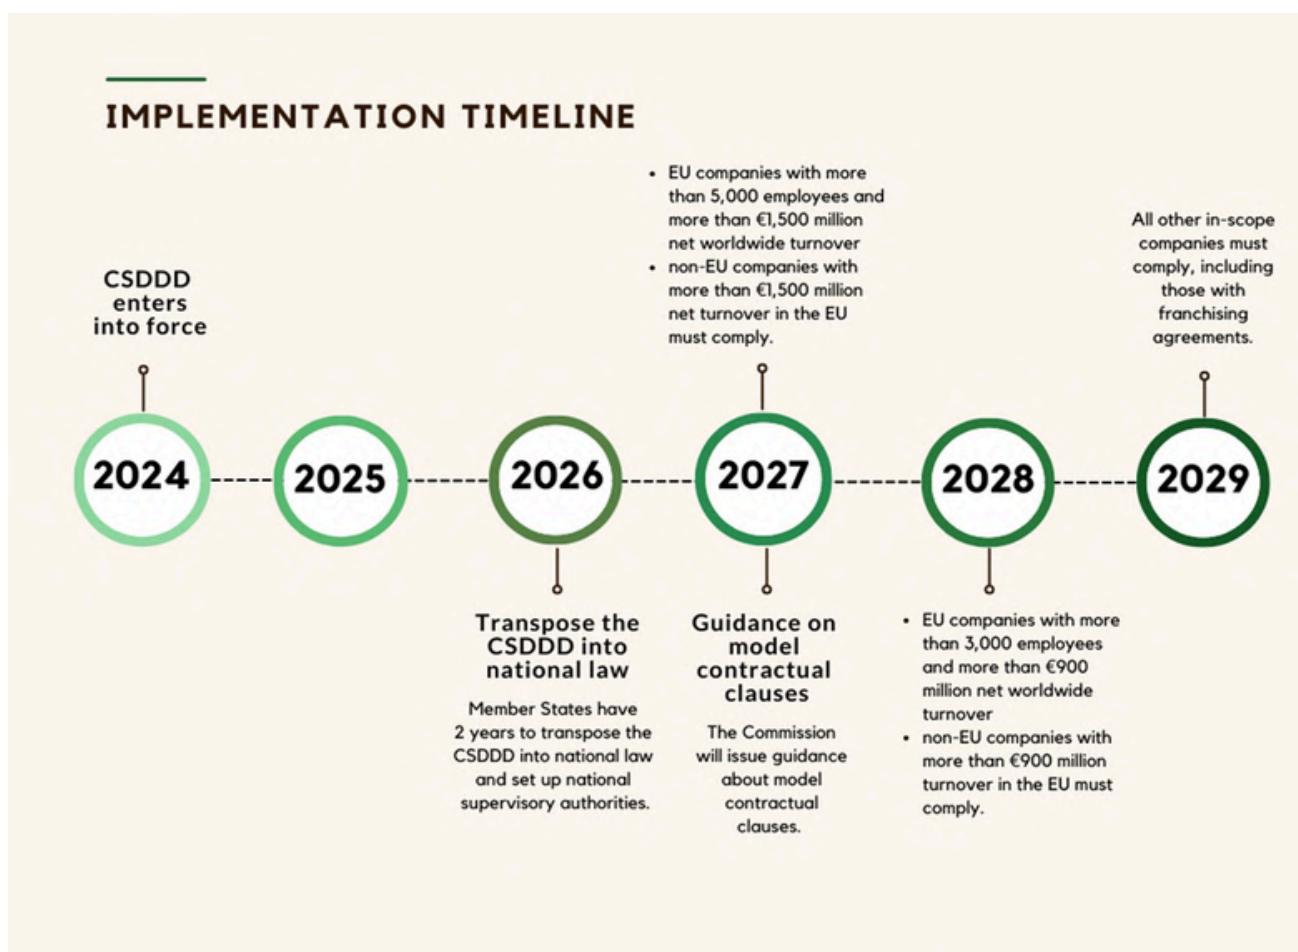 IMPLEMENTATION TIMELINE
CSDDD
enters
into force
• EU companies with more
than 5,000 employees and
more than €1,500 million
net worldwide turnover
• non-EU companies with
more than €1,500 million
net turnover in the EU
must comply.
All other in-scope
companies must
comply, including
those with
franchising
agreements.
2024
2025
2026
2027
2028
2029
Transpose the
CSDDD into
national law
Member States have
2 years to transpose the
CSDDD into national law
and set up national
supervisory authorities.
Guidance on
model
contractual
clauses
The Commission
will issue guidance
about model
contractual
clauses.
• EU companies with more
than 3,000 employees
and more than €900
million net worldwide
turnover
• non-EU companies with
more than €900 million
turnover in the EU must
comply.